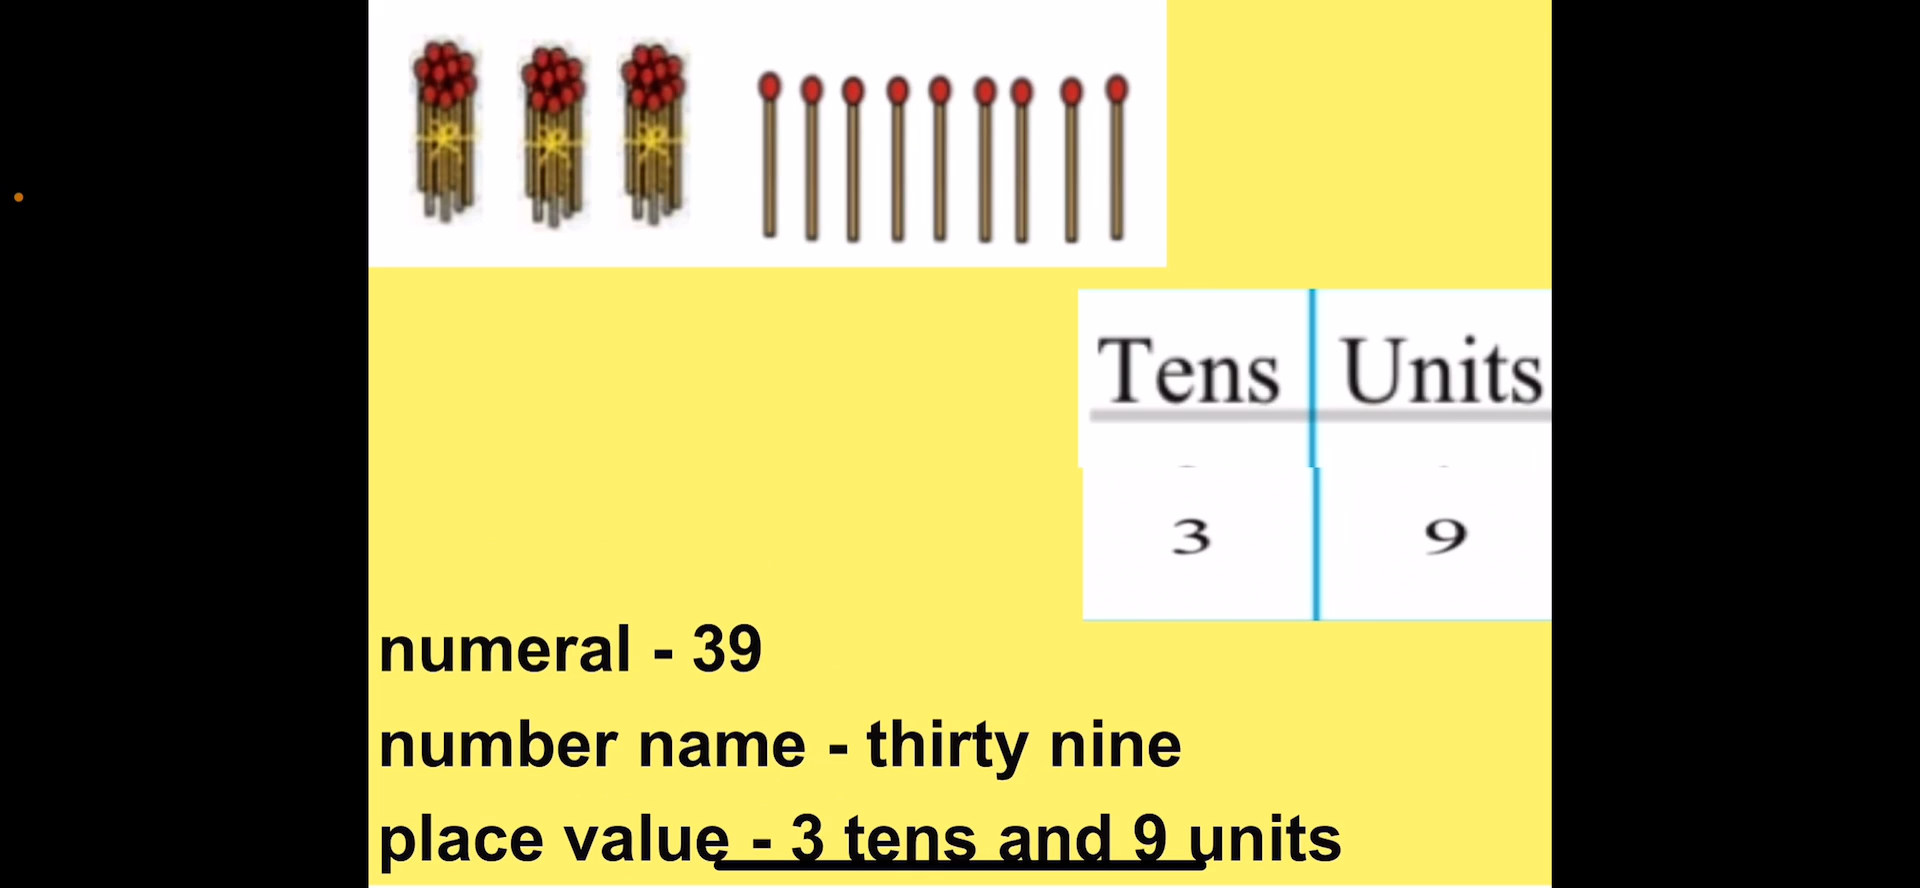 Tens Units
3 9
numeral - 39
number name - thirty nine
place value - 3 tens and 9 units